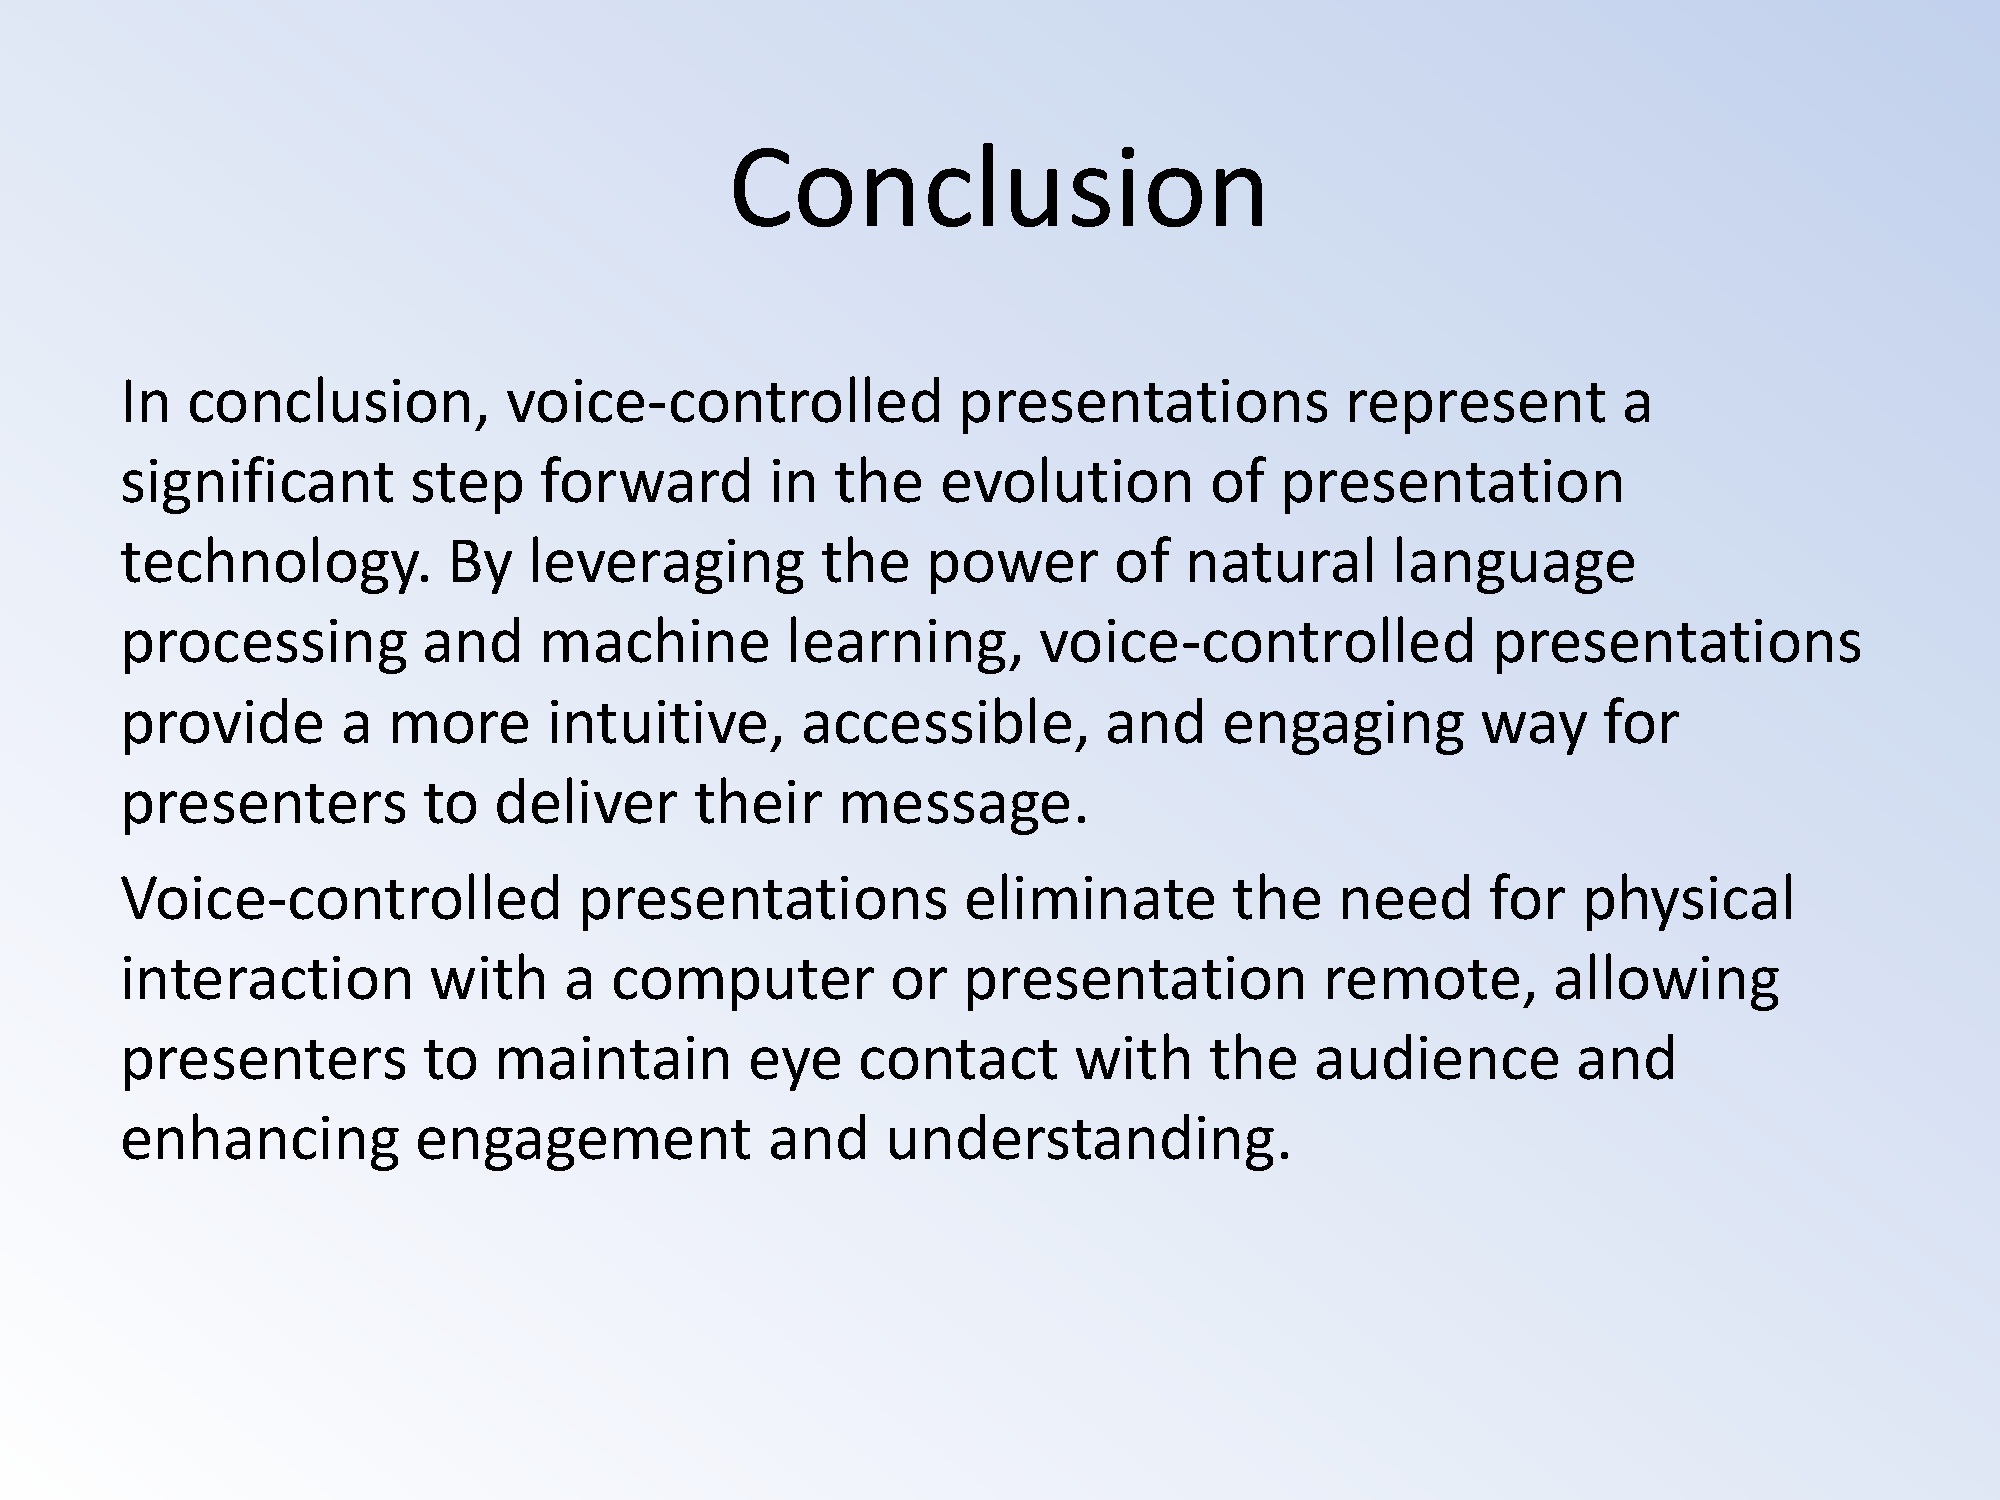 Conclusion
In conclusion, voice-controlled presentations represent a
significant step forward in the evolution of presentation
technology. By leveraging the power of natural language
processing and machine learning, voice-controlled presentations
provide a more intuitive, accessible, and engaging way for
presenters to deliver their message.
Voice-controlled presentations eliminate the need for physical
interaction with a computer or presentation remote, allowing
presenters to maintain eye contact with the audience and
enhancing engagement and understanding.